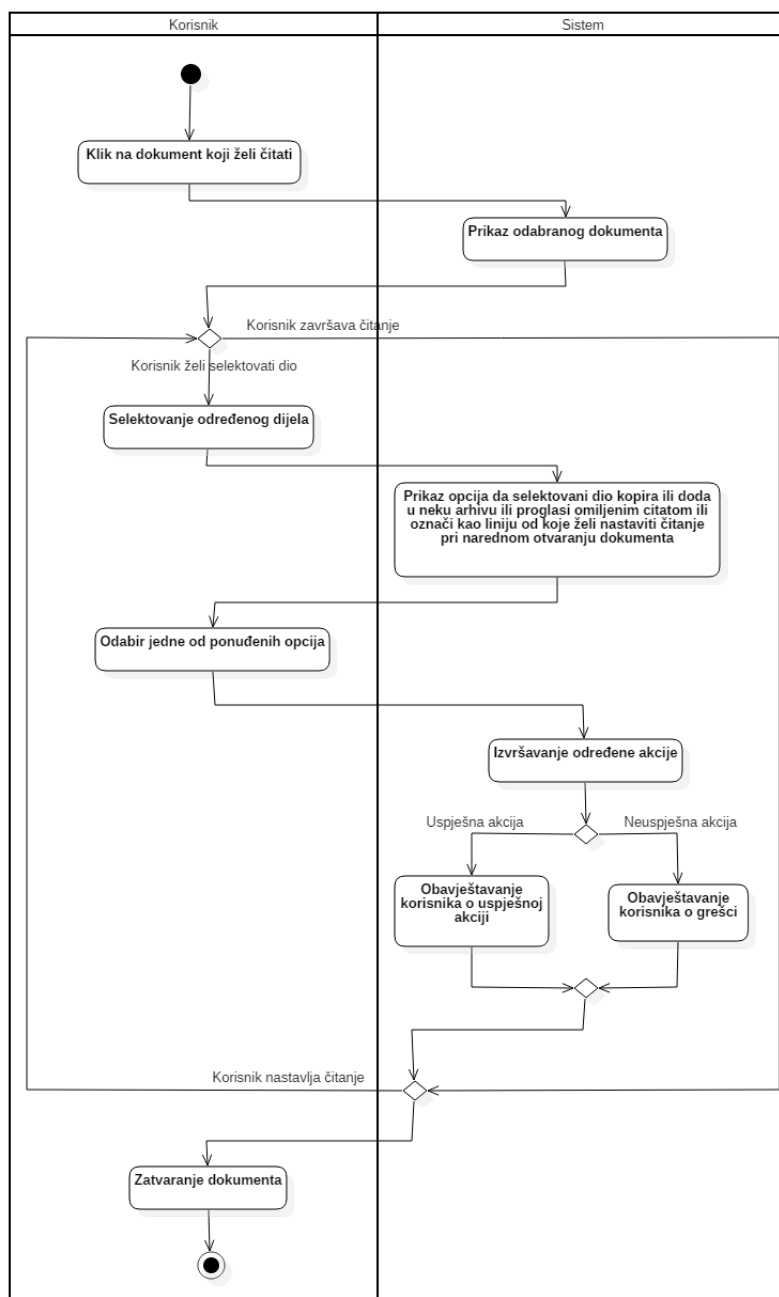 Korisnik
Sistem
Klik na dokument koji želi čitati
Prikaz odabranog dokumenta
Korisnik završava čitanje
Korisnik želi selektovati dio
Selektovanje određenog dijela
Prikaz opcija da selektovani dio kopira ili doda
u neku arhivu ili proglasi omiljenim citatom ili
označi kao liniju od koje želi nastaviti čitanje
pri narednom otvaranju dokumenta
Odabir jedne od ponuđenih opcija
Izvršavanje određene akcije
Uspješna akcija
Neuspješna akcija
Obavještavanje
korisnika o uspješnoj
akciji
Obavještavanje
korisnika o grešci
Korisnik nastavlja čitanje
Zatvaranje dokumenta